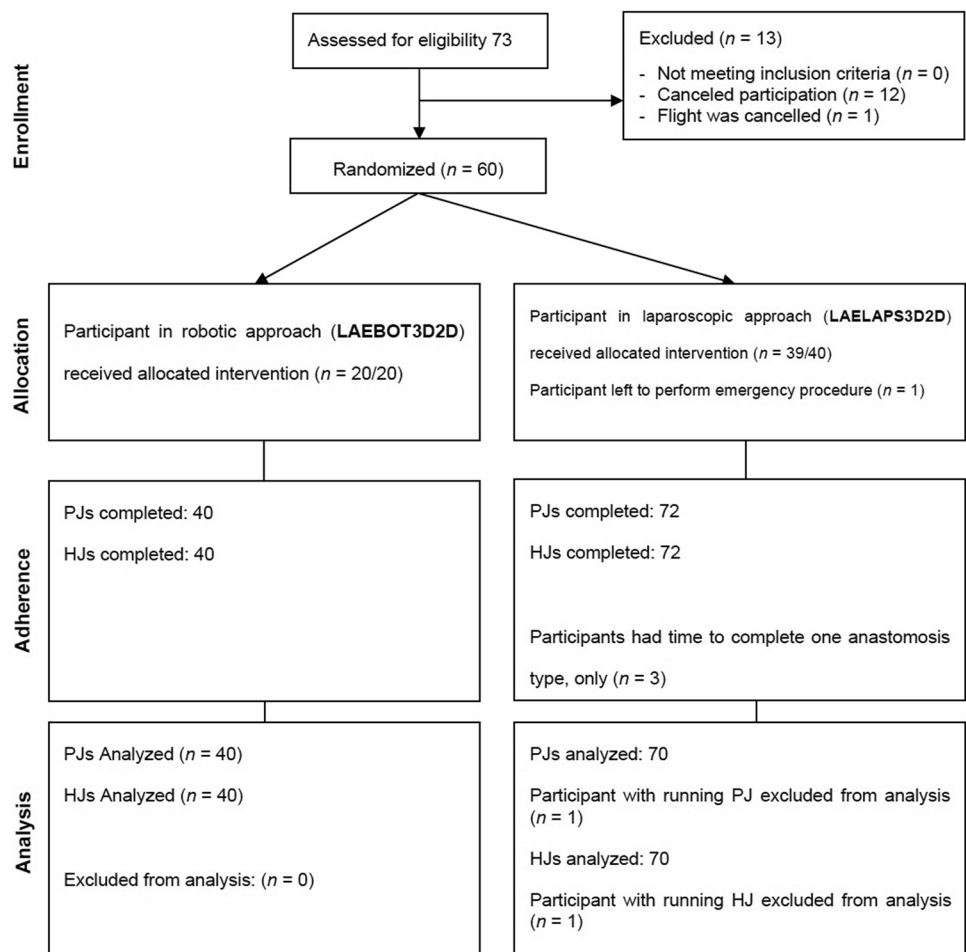 Enrollment
Assessed for eligibility 73
Excluded (n = 13)
- Not meeting inclusion criteria (n = 0)
- Canceled participation (n = 12)
- Flight was cancelled (n = 1)
Randomized (n = 60)
Allocation
Participant in robotic approach (LAEBOT3D2D)
received allocated intervention (n = 20/20)
Participant in laparoscopic approach (LAELAPS3D2D)
received allocated intervention (n = 39/40)
Participant left to perform emergency procedure (n = 1)
Adherence
PJs completed: 40
HJs completed: 40
PJs completed: 72
HJs completed: 72
Participants had time to complete one anastomosis
type, only (n = 3)
Analysis
PJs Analyzed (n = 40)
HJs Analyzed (n = 40)
Excluded from analysis: (n = 0)
PJs analyzed: 70
Participant with running PJ excluded from analysis
(n = 1)
HJs analyzed: 70
Participant with running HJ excluded from analysis
(n = 1)